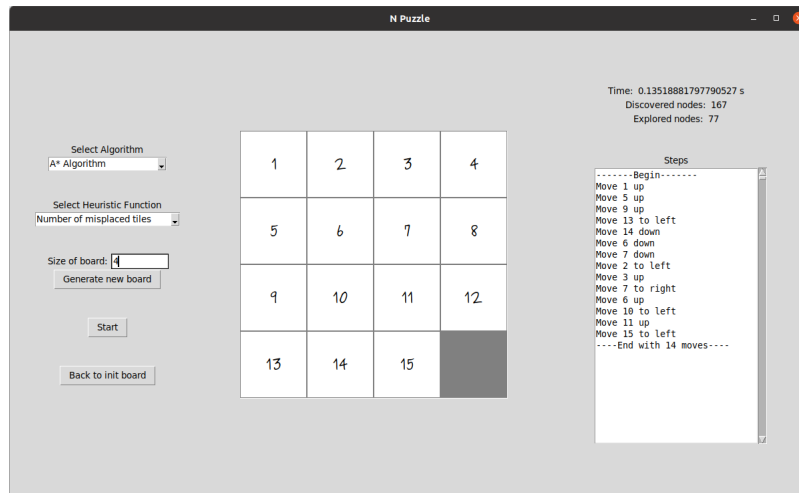 N Puzzle
Time: 0.13518881797790527 s
Discovered nodes: 167
Explored nodes: 77
Select Algorithm
A* Algorithm
Select Heuristic Function
Number of misplaced tiles
Size of board: 4
Generate new board
Start
Back to init board
1 2 3 4
5 6 7 8
9 10 11 12
13 14 15
Steps
-------Begin-------
Move 1 up
Move 5 up
Move 9 up
Move 13 to left
Move 14 down
Move 6 down
Move 7 down
Move 2 to left
Move 3 up
Move 7 to right
Move 6 up
Move 10 to left
Move 11 up
Move 15 to left
----End with 14 moves----